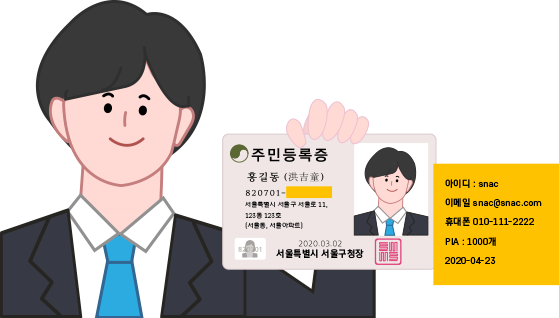 주민등록증
홍길동 (洪吉童)
820701-
서울특별시 서울구 서울로 11,
123동 123호
(서울동, 서울아파트)
2020.03.02
서울특별시 서울구청장
아이디 : snac
이메일 snac@snac.com
휴대폰 010-111-2222
PIA : 1000개
2020-04-23